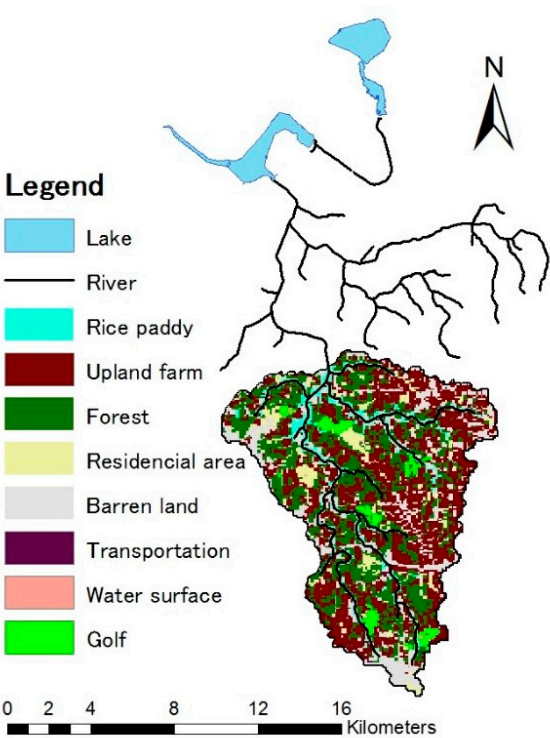 N
Legend
Lake
River
Rice paddy
Upland farm
Forest
Residencial area
Barren land
Transportation
Water surface
Golf
0 2 4 8 12 16
Kilometers